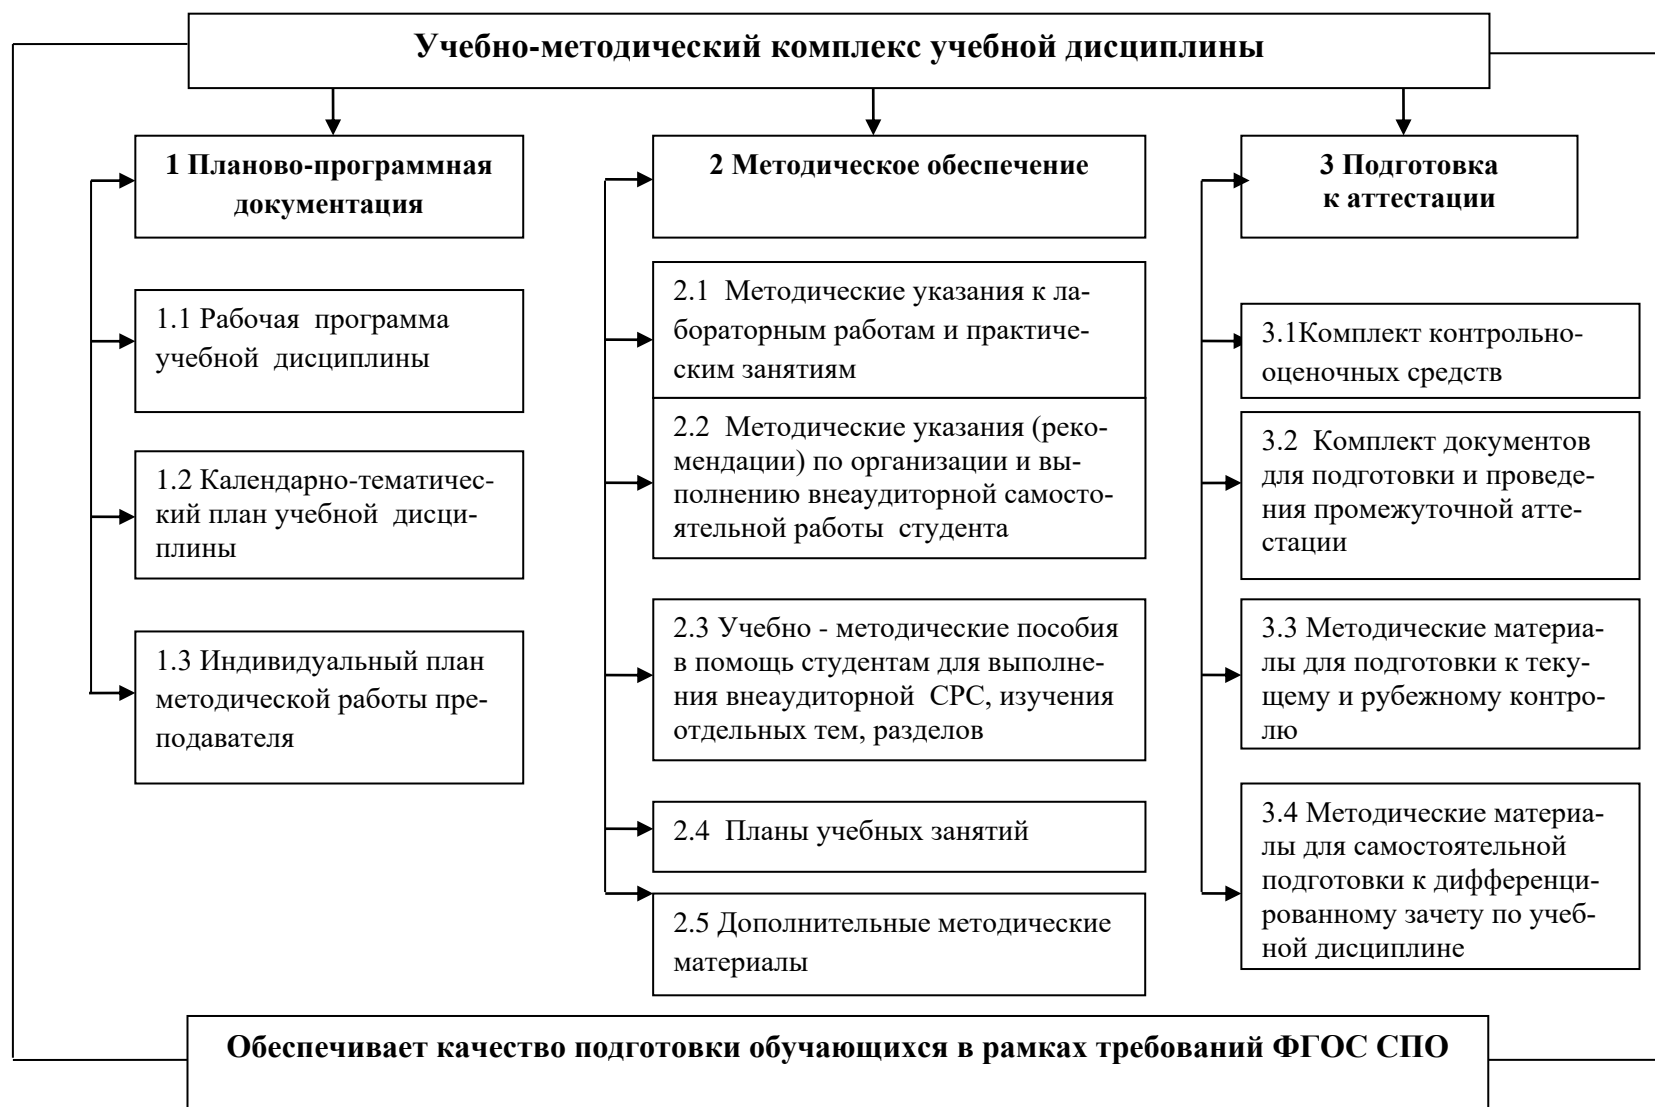 Учебно-методический комплекс учебной дисциплины
1 Планово-программная
документация
1.1 Рабочая программа
учебной дисциплины
1.2 Календарно-тематичес-
кий план учебной дисци-
плины
1.3 Индивидуальный план
методической работы пре-
подавателя
2 Методическое обеспечение
2.1 Методические указания к ла-
бораторным работам и практиче-
ским занятиям
2.2 Методические указания (реко-
мендации) по организации и вы-
полнению внеаудиторной самосто-
ятельной работы студента
2.3 Учебно - методические пособия
в помощь студентам для выполне-
ния внеаудиторной СРС, изучения
отдельных тем, разделов
2.4 Планы учебных занятий
2.5 Дополнительные методические
материалы
3 Подготовка
к аттестации
3.1Комплект контрольно-
оценочных средств
3.2 Комплект документов
для подготовки и проведе-
ния промежуточной атте-
стации
3.3 Методические материа-
лы для подготовки к теку-
щему и рубежному контро-
лю
3.4 Методические материа-
лы для самостоятельной
подготовки к дифференци-
рованному зачету по учеб-
ной дисциплине
Обеспечивает качество подготовки обучающихся в рамках требований ФГОС СПО